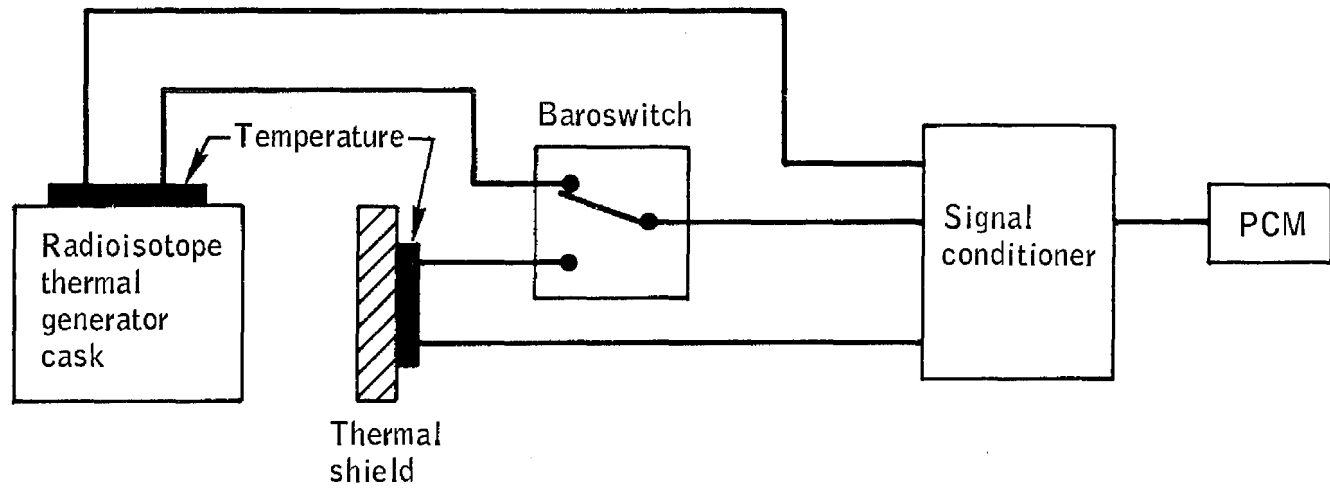 Temperature
Baroswitch
Radioisotope
thermal
generator
cask
Signal
conditioner
PCM
Thermal
shield